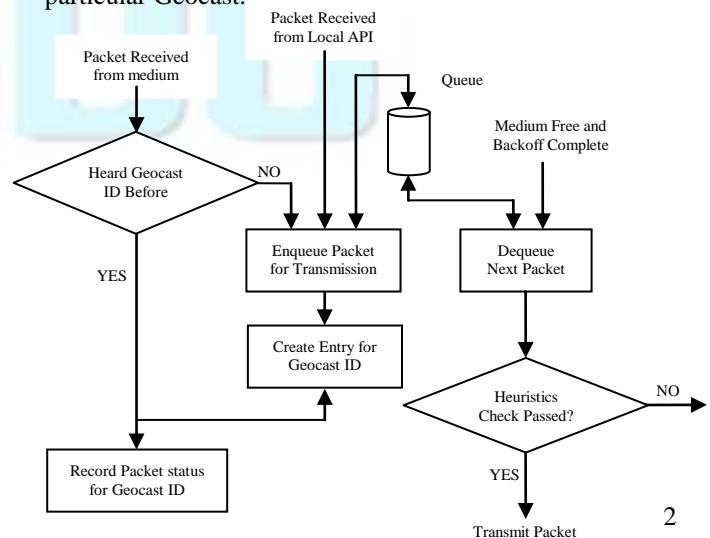 particular Geocast.
Packet Received
from Local API
Packet Received
from medium
Queue
Medium Free and
Backoff Complete
Heard Geocast
ID Before
NO
Enqueue Packet
for Transmission
Dequeue
Next Packet
YES
Create Entry for
Geocast ID
Heuristics
Check Passed?
NO
Record Packet status
for Geocast ID
YES
Transmit Packet
2